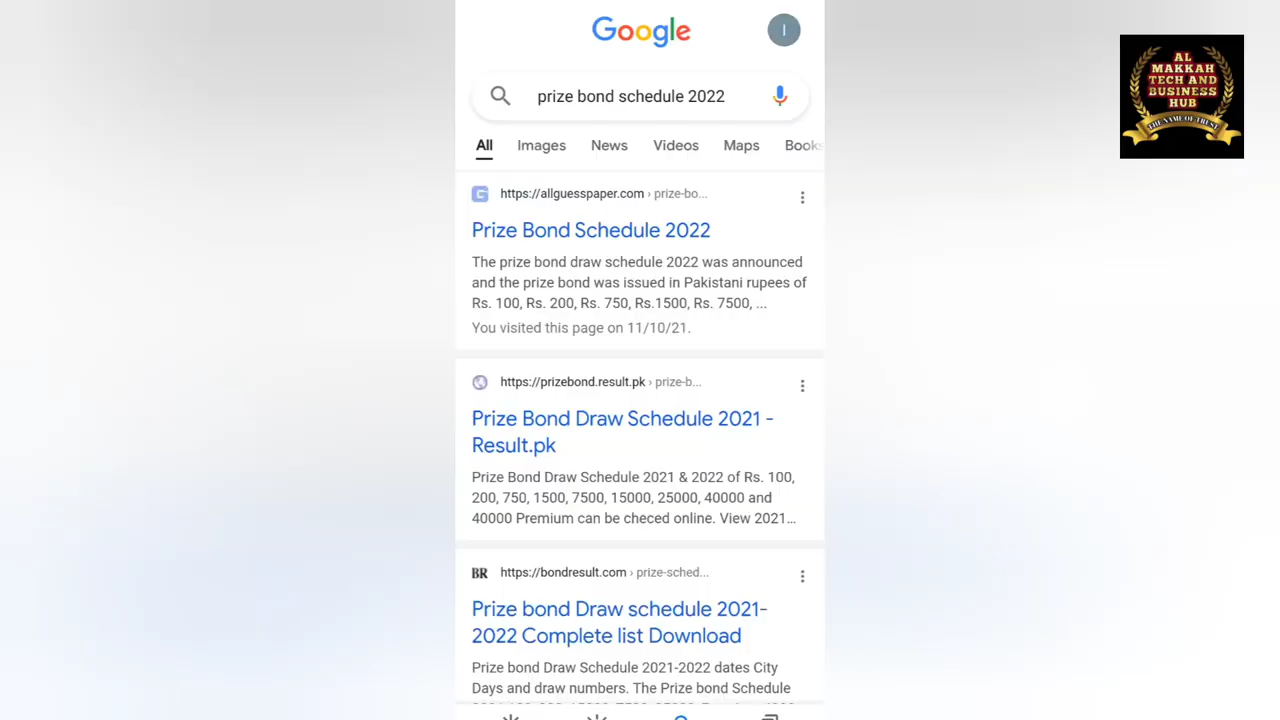 Google
I
AL
MAKKAH
TECH AND
BUSINESS
HUB
THE NAME OF TRUST
prize bond schedule 2022
All Images News Videos Maps Books
https://allguesspaper.com › prize-bo...
Prize Bond Schedule 2022
The prize bond draw schedule 2022 was announced
and the prize bond was issued in Pakistani rupees of
Rs. 100, Rs. 200, Rs. 750, Rs.1500, Rs. 7500, ...
You visited this page on 11/10/21.
https://prizebond.result.pk › prize-b...
Prize Bond Draw Schedule 2021 -
Result.pk
Prize Bond Draw Schedule 2021 & 2022 of Rs. 100,
200, 750, 1500, 7500, 15000, 25000, 40000 and
40000 Premium can be checed online. View 2021...
BR https://bondresult.com › prize-sched...
Prize bond Draw schedule 2021-
2022 Complete list Download
Prize bond Draw Schedule 2021-2022 dates City
Days and draw numbers. The Prize bond Schedule